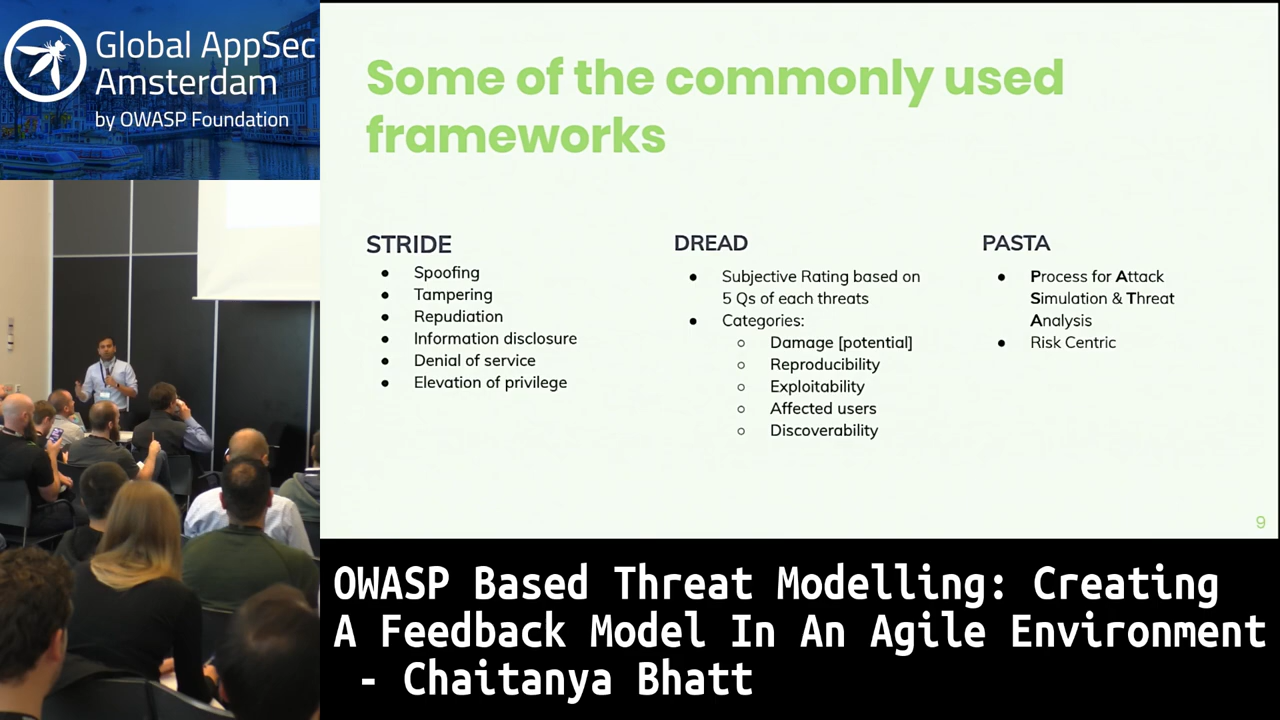 Global AppSec
Amsterdam
by OWASP Foundation
Some of the commonly used
frameworks
STRIDE
● Spoofing
● Tampering
● Repudiation
● Information disclosure
● Denial of service
● Elevation of privilege
DREAD
● Subjective Rating based on
5 Qs of each threats
● Categories:
○ Damage [potential]
○ Reproducibility
○ Exploitability
○ Affected users
○ Discoverability
PASTA
● Process for Attack
Simulation & Threat
Analysis
● Risk Centric
9
OWASP Based Threat Modelling: Creating
A Feedback Model In An Agile Environment
- Chaitanya Bhatt